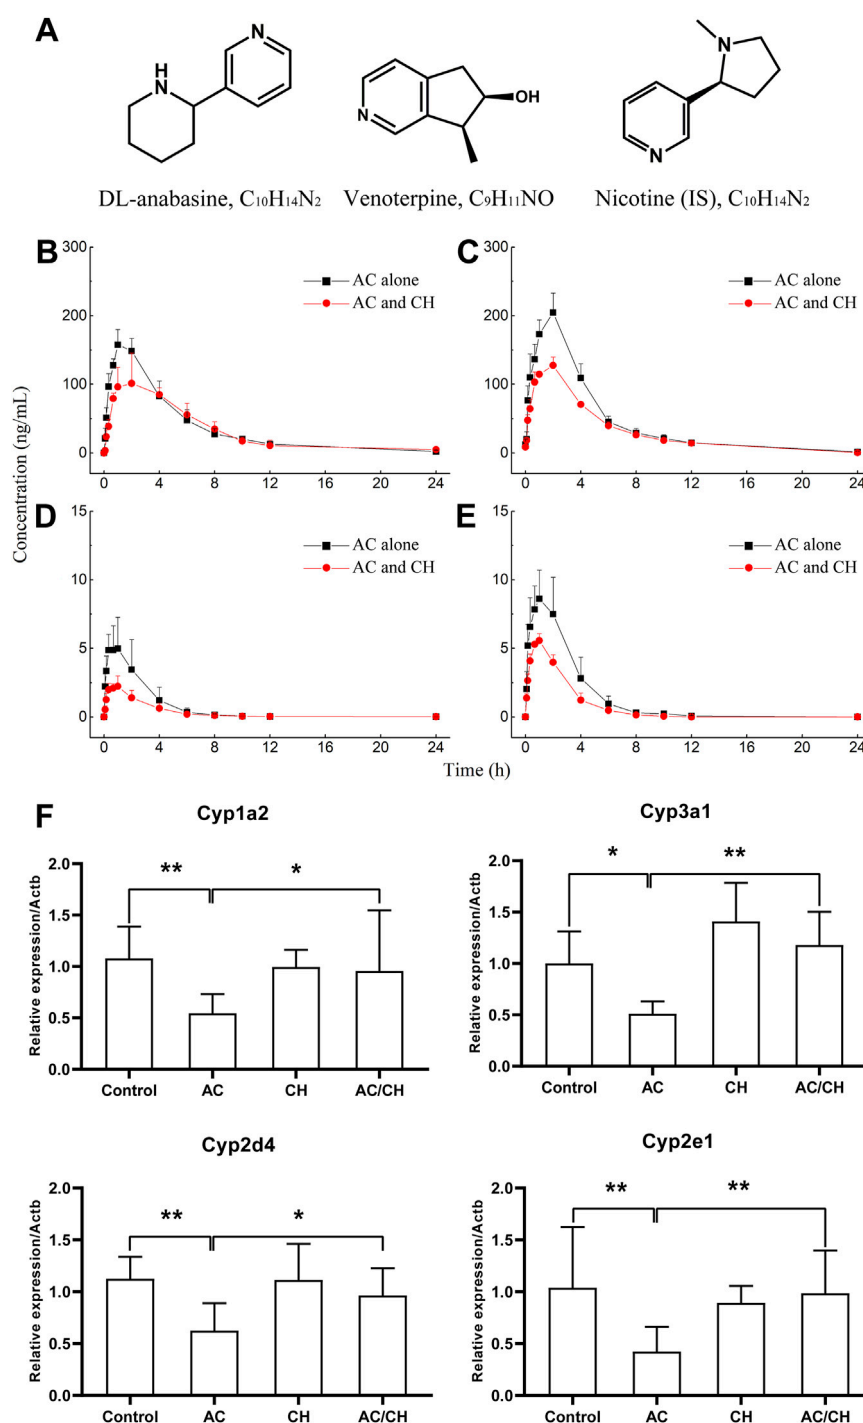 A
N
H
N
N
OH
N
N
DL-anabasine, C₁₀H₁₄N₂
Venoterpine, C₉H₁₁NO
Nicotine (IS), C₁₀H₁₄N₂
Concentration (ng/mL)
B
300
200
100
0
AC alone
AC and CH
0 4 8 12 16 20 24
C
300
200
100
0
AC alone
AC and CH
0 4 8 12 16 20 24
D
15
10
5
0
AC alone
AC and CH
0 4 8 12 16 20 24
E
15
10
5
0
AC alone
AC and CH
0 4 8 12 16 20 24
Time (h)
F
Cyp1a2
Relative expression/Actb
2.0
1.5
1.0
0.5
0.0
** *
Control AC CH AC/CH
Cyp3a1
Relative expression/Actb
2.0
1.5
1.0
0.5
0.0
* **
Control AC CH AC/CH
Cyp2d4
Relative expression/Actb
2.0
1.5
1.0
0.5
0.0
** *
Control AC CH AC/CH
Cyp2e1
Relative expression/Actb
2.0
1.5
1.0
0.5
0.0
** **
Control AC CH AC/CH